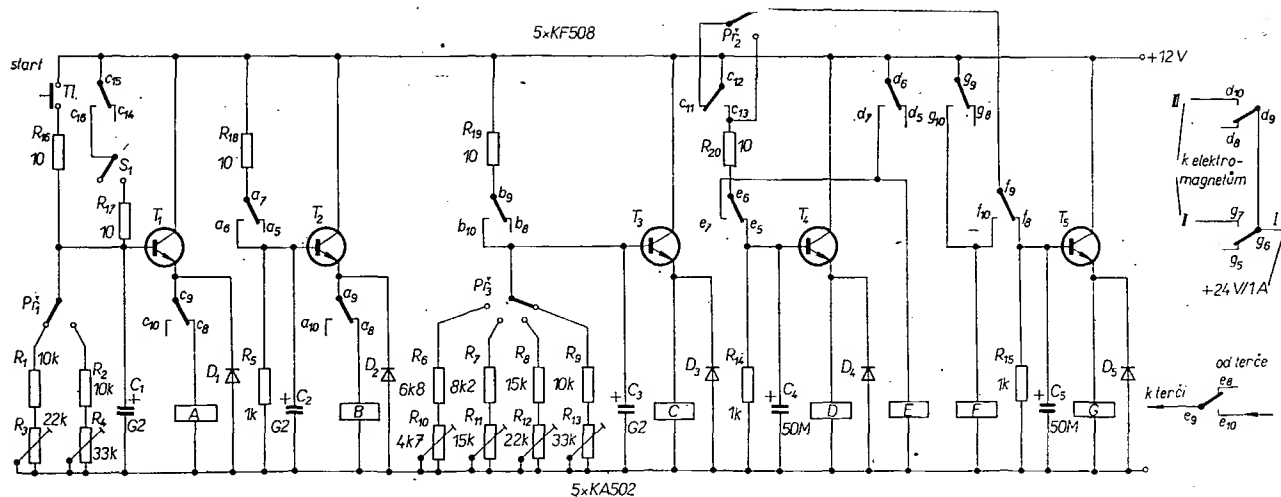 5×KF508
start
Tl.
R16
10
c15
c16
c14
S1
R17
10
T1
R18
10
a7
a6
a5
T2
R19
10
b9
b10
b8
T3
Př2
c12
c11
c13
R20
10
e6
e7
e5
T4
d6
d7
d5
g9
g10
g8
f9
f10
f8
T5
+12 V
II
d10
d9
d8
k elektro-
magnetům
II
g7
g6
g5
I
+24 V/1A
Př1
c9
c10
c8
a9
a10
a8
Př3
R1
10k
R2
10k
R3
22k
R4
33k
C1
G2
D1
A
R5
1k
C2
G2
D2
B
R6
6k8
R7
8k2
R8
15k
R9
10k
R10
4k7
R11
15k
R12
22k
R13
33k
C3
G2
C
D3
R14
1k
C4
50M
D
D4
E
F
R15
1k
C5
50M
G
D5
k terči
od terče
e8
e9
e10
5×KA502